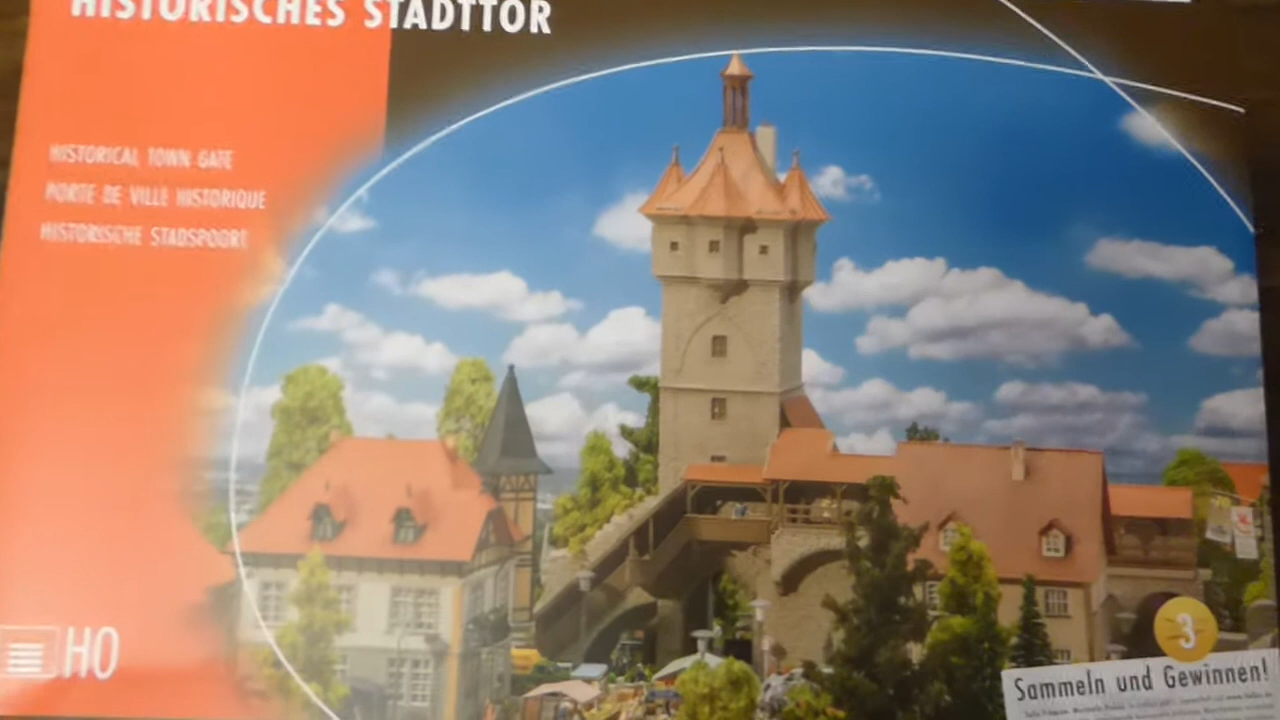 HISTORISCHES STADTTOR
HISTORICAL TOWN GATE
PORTE DE VILLE HISTORIQUE
HISTORISCHE STADSPOORT
HO
3
Sammeln und Gewinnen!